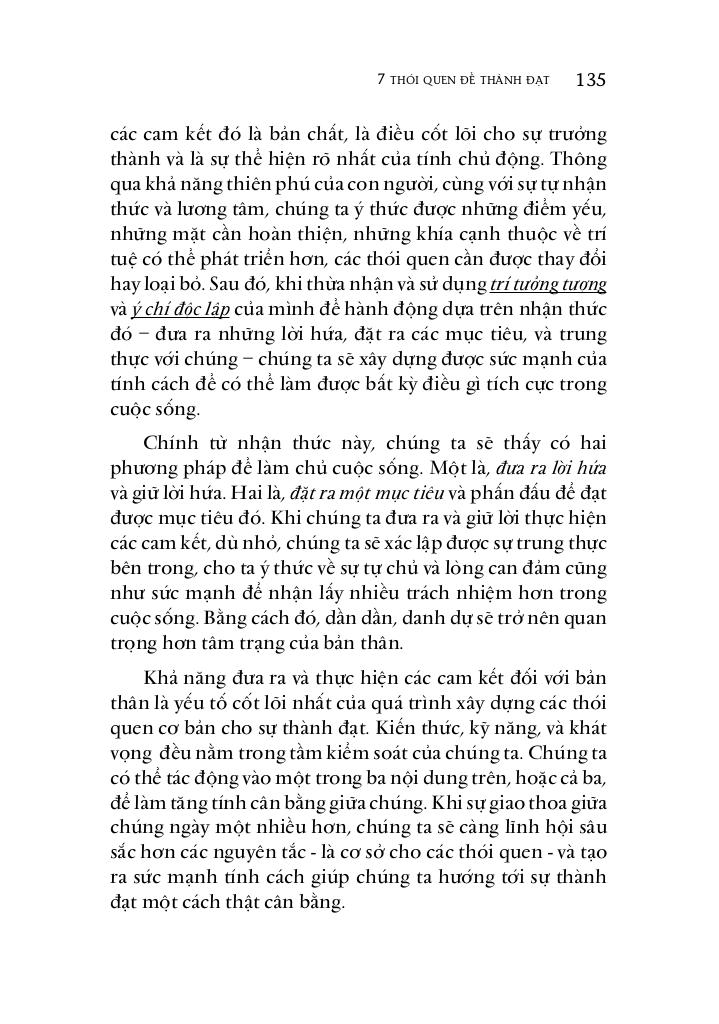 7 THÓI QUEN ĐỂ THÀNH ĐẠT 135
các cam kết đó là bản chất, là điều cốt lõi cho sự trưởng
thành và là sự thể hiện rõ nhất của tính chủ động. Thông
qua khả năng thiên phú của con người, cùng với sự tự nhận
thức và lương tâm, chúng ta ý thức được những điểm yếu,
những mặt cần hoàn thiện, những khía cạnh thuộc về trí
tuệ có thể phát triển hơn, các thói quen cần được thay đổi
hay loại bỏ. Sau đó, khi thừa nhận và sử dụng trí tưởng tượng
và ý chí độc lập của mình để hành động dựa trên nhận thức
đó – đưa ra những lời hứa, đặt ra các mục tiêu, và trung
thực với chúng – chúng ta sẽ xây dựng được sức mạnh của
tính cách để có thể làm được bất kỳ điều gì tích cực trong
cuộc sống.
Chính từ nhận thức này, chúng ta sẽ thấy có hai
phương pháp để làm chủ cuộc sống. Một là, đưa ra lời hứa
và giữ lời hứa. Hai là, đặt ra một mục tiêu và phấn đấu để đạt
được mục tiêu đó. Khi chúng ta đưa ra và giữ lời thực hiện
các cam kết, dù nhỏ, chúng ta sẽ xác lập được sự trung thực
bên trong, cho ta ý thức về sự tự chủ và lòng can đảm cũng
như sức mạnh để nhận lấy nhiều trách nhiệm hơn trong
cuộc sống. Bằng cách đó, dần dần, danh dự sẽ trở nên quan
trọng hơn tâm trạng của bản thân.
Khả năng đưa ra và thực hiện các cam kết đối với bản
thân là yếu tố cốt lõi nhất của quá trình xây dựng các thói
quen cơ bản cho sự thành đạt. Kiến thức, kỹ năng, và khát
vọng đều nằm trong tầm kiểm soát của chúng ta. Chúng ta
có thể tác động vào một trong ba nội dung trên, hoặc cả ba,
để làm tăng tính cân bằng giữa chúng. Khi sự giao thoa giữa
chúng ngày một nhiều hơn, chúng ta sẽ càng lĩnh hội sâu
sắc hơn các nguyên tắc - là cơ sở cho các thói quen - và tạo
ra sức mạnh tính cách giúp chúng ta hướng tới sự thành
đạt một cách thật cân bằng.